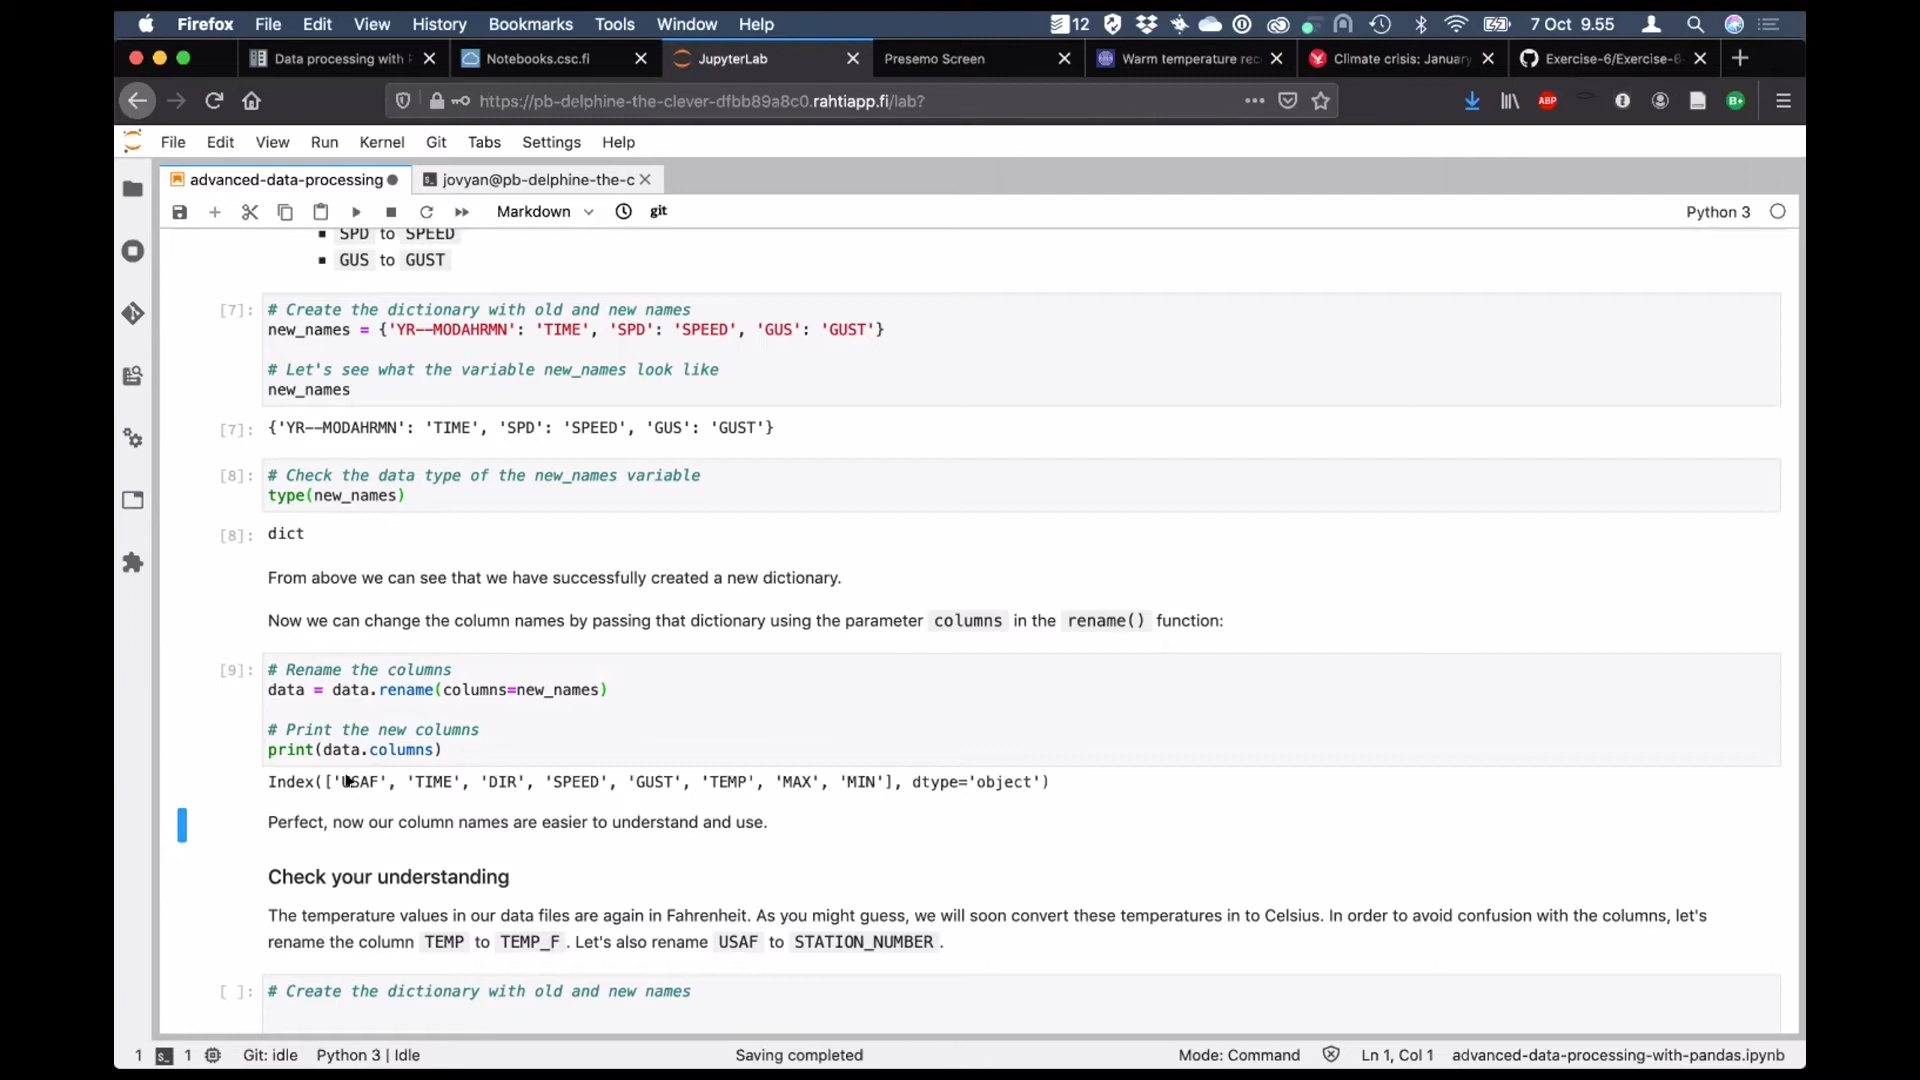 Firefox File Edit View History Bookmarks Tools Window Help 12 7 Oct 9.55
Data processing with Notebooks.csc.fi JupyterLab Presemo Screen Warm temperature rec Climate crisis: January Exercise-6/Exercise-6
https://pb-delphine-the-clever-dfbb89a8c0.rahtiapp.fi/lab? ABP B+
File Edit View Run Kernel Git Tabs Settings Help
advanced-data-processing jovyan@pb-delphine-the-c
Markdown git Python 3
SPD to SPEED
GUS to GUST
[7]: # Create the dictionary with old and new names
new_names = {'YR--MODAHRMN': 'TIME', 'SPD': 'SPEED', 'GUS': 'GUST'}
# Let's see what the variable new_names look like
new_names
[7]: {'YR--MODAHRMN': 'TIME', 'SPD': 'SPEED', 'GUS': 'GUST'}
[8]: # Check the data type of the new_names variable
type(new_names)
[8]: dict
From above we can see that we have successfully created a new dictionary.
Now we can change the column names by passing that dictionary using the parameter columns in the rename() function:
[9]: # Rename the columns
data = data.rename(columns=new_names)
# Print the new columns
print(data.columns)
Index(['USAF', 'TIME', 'DIR', 'SPEED', 'GUST', 'TEMP', 'MAX', 'MIN'], dtype='object')
Perfect, now our column names are easier to understand and use.
Check your understanding
The temperature values in our data files are again in Fahrenheit. As you might guess, we will soon convert these temperatures in to Celsius. In order to avoid confusion with the columns, let's
rename the column TEMP to TEMP_F . Let's also rename USAF to STATION_NUMBER .
[ ]: # Create the dictionary with old and new names
1 1 Git: idle Python 3 | Idle Saving completed Mode: Command Ln 1, Col 1 advanced-data-processing-with-pandas.ipynb